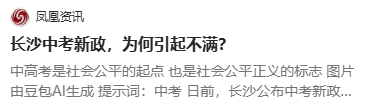 凤凰资讯
长沙中考新政，为何引起不满？
中高考是社会公平的起点 也是社会公平正义的标志 图片
由豆包AI生成 提示词：中考 日前，长沙公布中考新政...